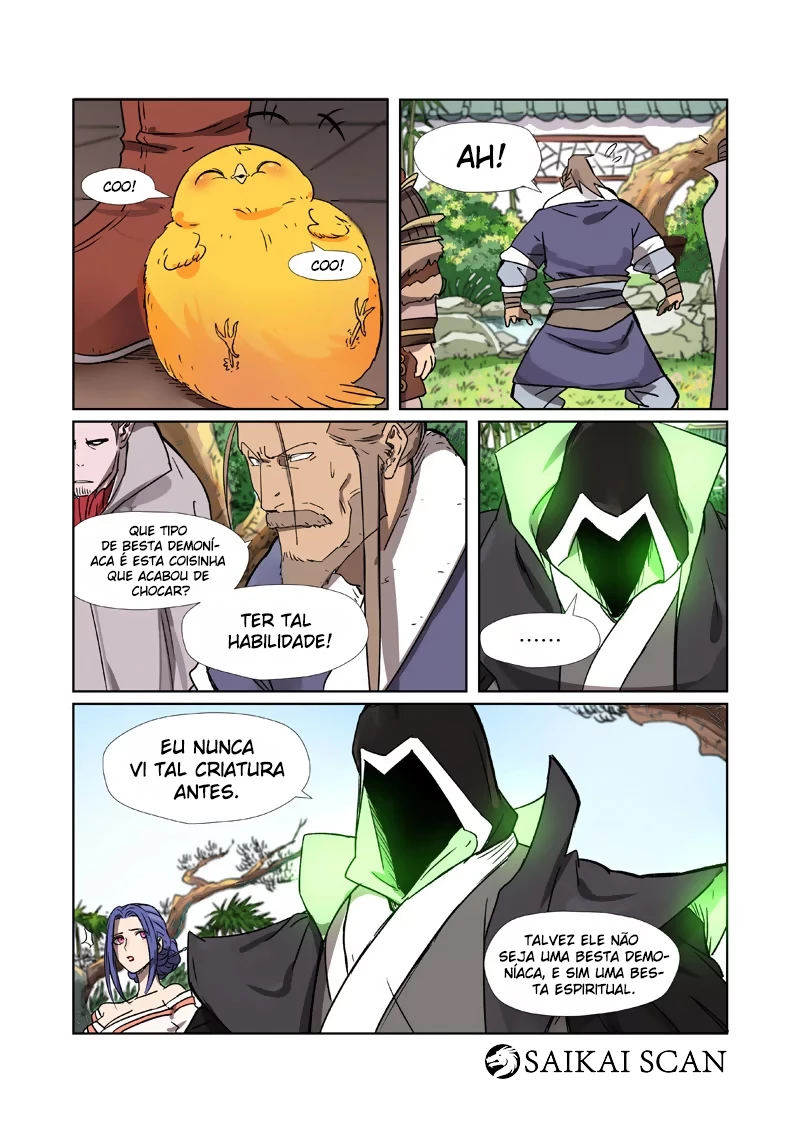 COO!
COO!
AH!
QUE TIPO
DE BESTA DEMONÍ-
ACA É ESTA COISINHA
QUE ACABOU DE
CHOCAR?
TER TAL
HABILIDADE!
......
EU NUNCA
VI TAL CRIATURA
ANTES.
TALVEZ ELE NÃO
SEJA UMA BESTA DEMO-
NÍACA, E SIM UMA BES-
TA ESPIRITUAL.
SAIKAI SCAN